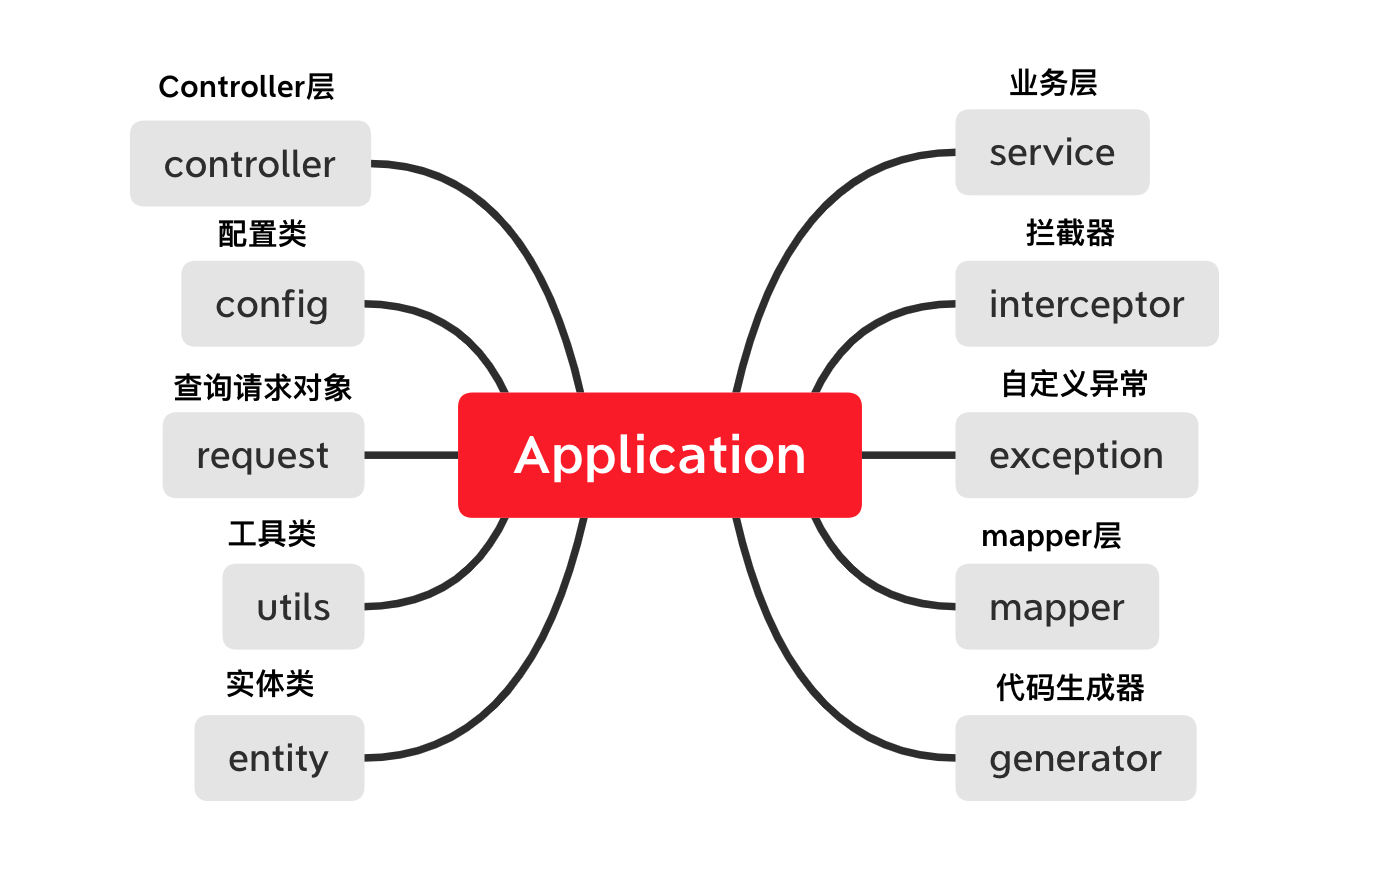 Controller层
controller
配置类
config
查询请求对象
request
工具类
utils
实体类
entity
Application
业务层
service
拦截器
interceptor
自定义异常
exception
mapper层
mapper
代码生成器
generator